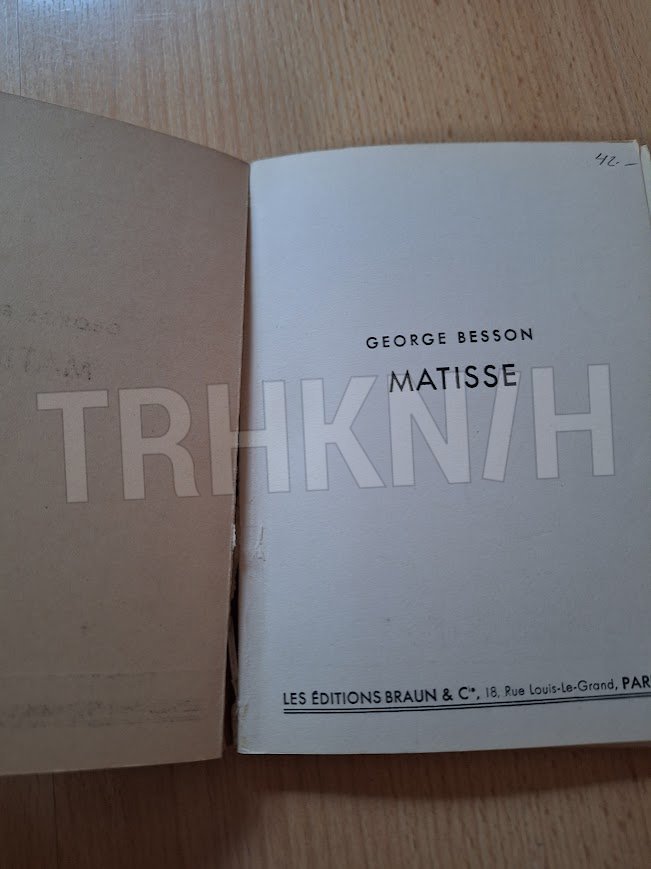 42.-
GEORGE BESSON
MATISSE
TRHKN/H
LES ÉDITIONS BRAUN & Cie, 18, Rue Louis-Le-Grand, PAR